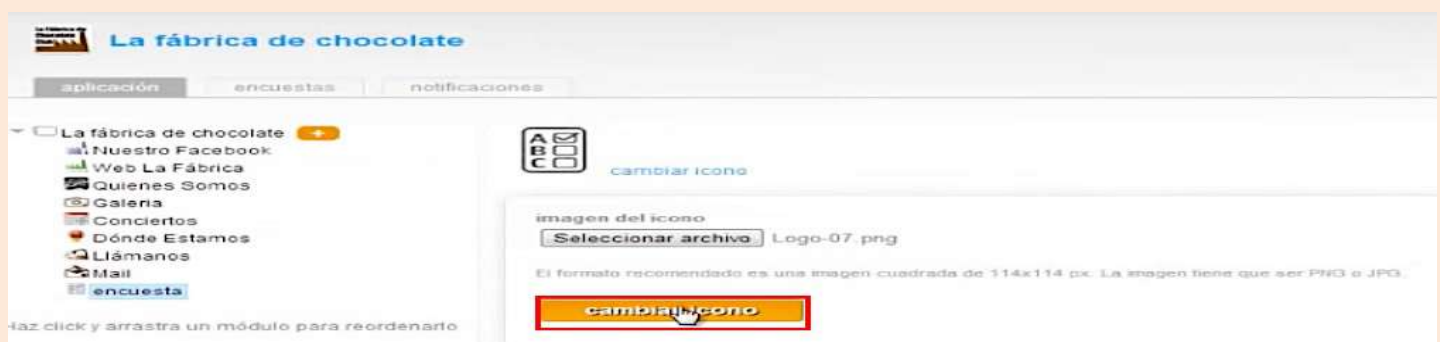 La fábrica de chocolate
aplicación encuestas notificaciones
La fábrica de chocolate +
Nuestro Facebook
Web La Fábrica
Quienes Somos
Galeria
Conciertos
Dónde Estamos
Llámanos
Mail
encuesta
Haz click y arrastra un módulo para reordenarlo
A
B
C
cambiar icono
imagen del icono
Seleccionar archivo Logo-07.png
El formato recomendado es una imagen cuadrada de 114x114 px. La imagen tiene que ser PNG o JPG.
cambiar icono